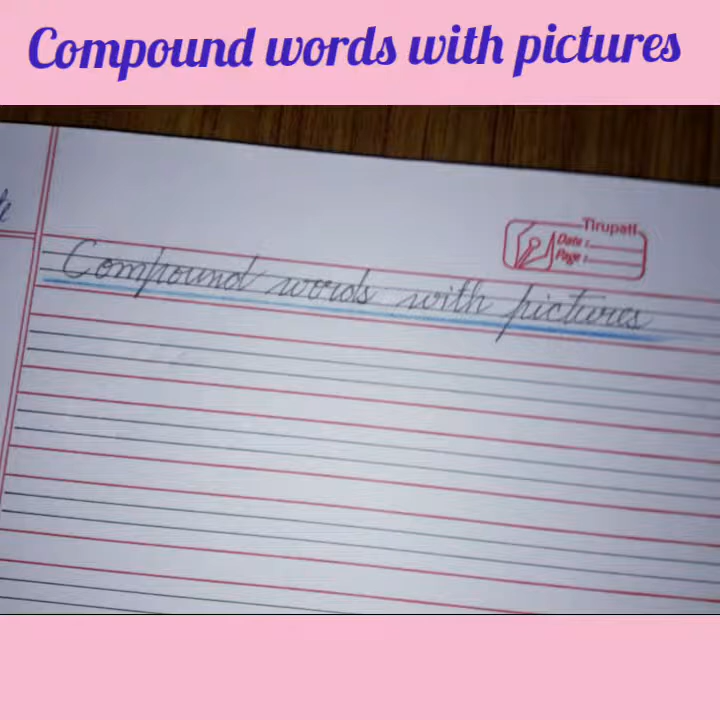 Compound words with pictures
Tirupati
Date :
Page :
Compound words with pictures